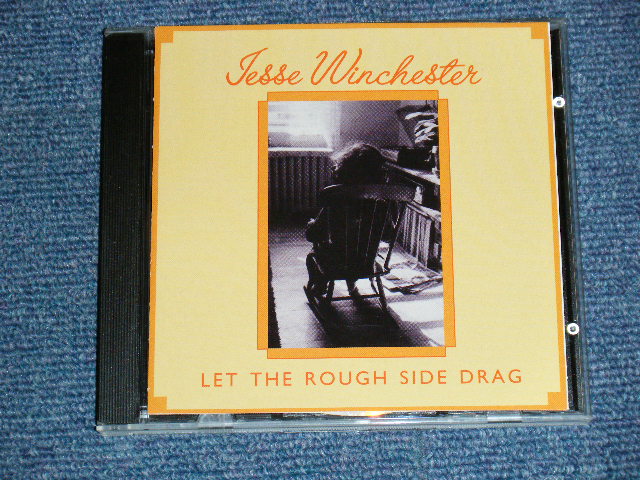 Jesse Winchester
LET THE ROUGH SIDE DRAG